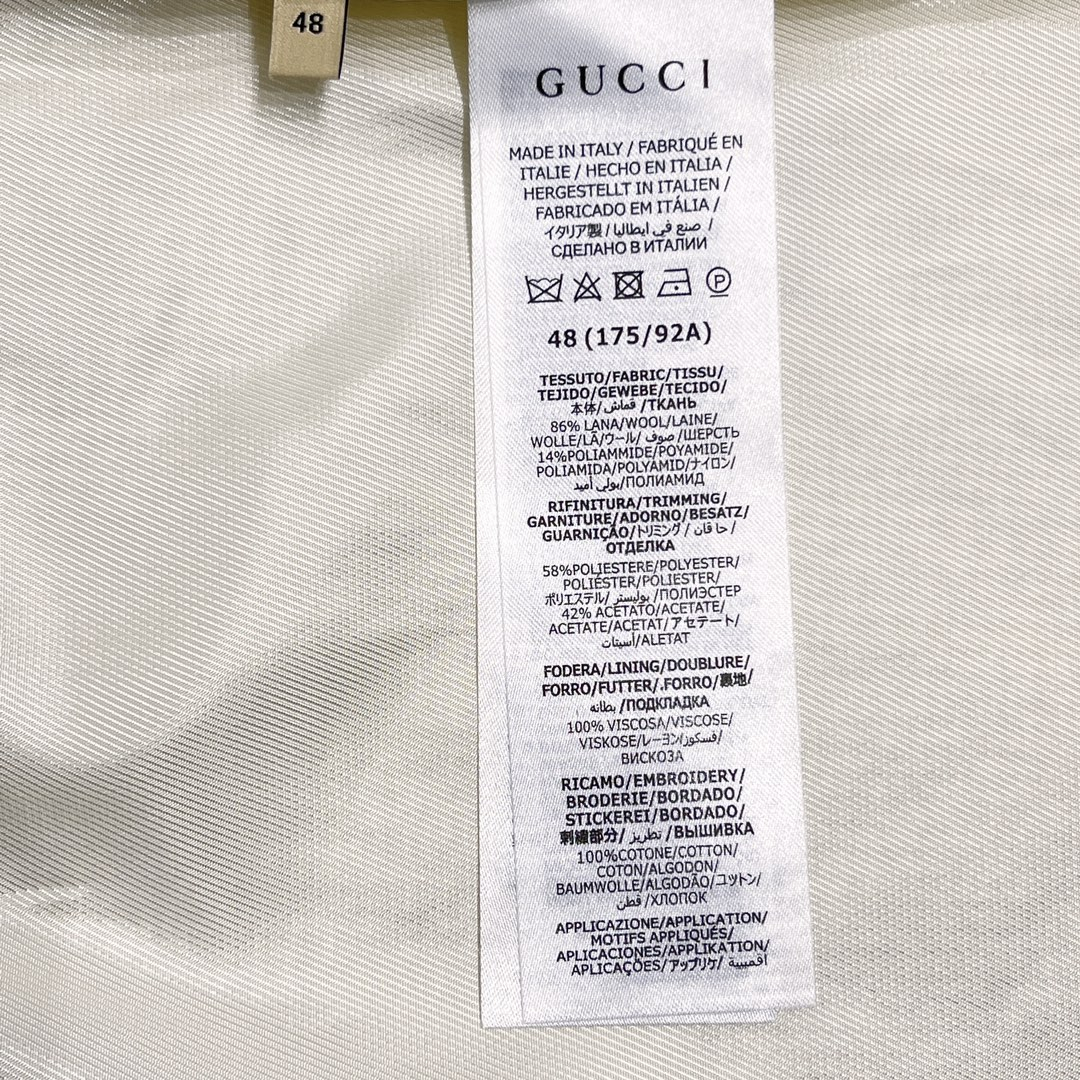 48
GUCCI
MADE IN ITALY / FABRIQUÉ EN
ITALIE / HECHO EN ITALIA /
HERGESTELLT IN ITALIEN /
FABRICADO EM ITÁLIA /
イタリア製 / صنع في ايطاليا /
СДЕЛАНО В ИТАЛИИ
P
48 (175/92A)
TESSUTO/FABRIC/TISSU/
TEJIDO/GEWEBE/TECIDO/
本体/قماش/ТКАНЬ
86% LANA/WOOL/LAINE/
WOLLE/LÃ/ウール/ صوف /ШЕРСТЬ
14%POLIAMMIDE/POYAMIDE/
POLIAMIDA/POLYAMID/ナイロン/
بولي أميد/ПОЛИАМИД
RIFINITURA/TRIMMING/
GARNITURE/ADORNO/BESATZ/
GUARNIÇÃO/トリミング/ حا قان /
ОТДЕЛКА
58%POLIESTERE/POLYESTER/
POLIÉSTER/POLIESTER/
ポリエステル/ بوليستر /ПОЛИЭСТЕР
42% ACETATO/ACETATE/
ACETATE/ACETAT/アセテート/
أسيتات/ALETAT
FODERA/LINING/DOUBLURE/
FORRO/FUTTER/.FORRO/裏地/
بطانه /ПОДКЛАДКА
100% VISCOSA/VISCOSE/
VISKOSE/レーヨン/فسكوز/
ВИСКОЗА
RICAMO/EMBROIDERY/
BRODERIE/BORDADO/
STICKEREI/BORDADO/
刺繍部分/ تطريز /ВЫШИВКА
100%COTONE/COTTON/
COTON/ALGODON/
BAUMWOLLE/ALGODÃO/コットン/
قطن /ХЛОПОК
APPLICAZIONE/APPLICATION/
MOTIFS APPLIQUÉS/
APLICACIONES/APPLIKATION/
APLICAÇÕES/アップリケ/